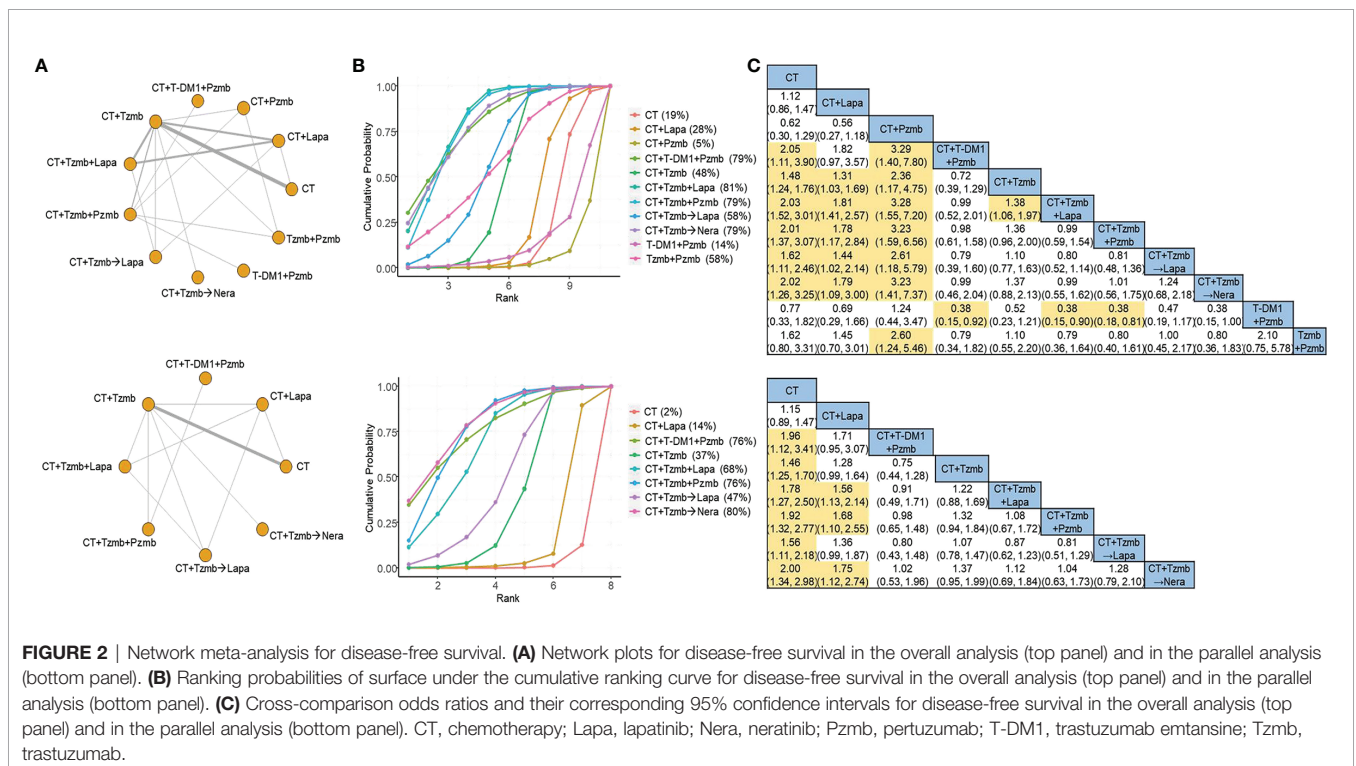 A
CT+T-DM1+Pzmb
CT+Pzmb
CT+Tzmb
CT+Lapa
CT+Tzmb+Lapa
CT
CT+Tzmb+Pzmb
Tzmb+Pzmb
CT+Tzmb→Lapa
T-DM1+Pzmb
CT+Tzmb→Nera
B
Cumulative Probability
1.00
0.75
0.50
0.25
0.00
3 6 9
Rank
CT (19%)
CT+Lapa (28%)
CT+Pzmb (5%)
CT+T-DM1+Pzmb (79%)
CT+Tzmb (48%)
CT+Tzmb+Lapa (81%)
CT+Tzmb+Pzmb (79%)
CT+Tzmb→Lapa (58%)
CT+Tzmb→Nera (79%)
T-DM1+Pzmb (14%)
Tzmb+Pzmb (58%)
C
CT
1.12 CT+Lapa
(0.86, 1.47)
0.62 0.56 CT+Pzmb
(0.30, 1.29) (0.27, 1.18)
2.05 1.82 3.29 CT+T-DM1 +Pzmb
(1.11, 3.90) (0.97, 3.57) (1.40, 7.80)
1.48 1.31 2.36 0.72 CT+Tzmb
(1.24, 1.76) (1.03, 1.69) (1.17, 4.75) (0.39, 1.29)
2.03 1.81 3.28 0.99 1.38 CT+Tzmb +Lapa
(1.52, 3.01) (1.41, 2.57) (1.55, 7.20) (0.52, 2.01) (1.06, 1.97)
2.01 1.78 3.23 0.98 1.36 0.99 CT+Tzmb +Pzmb
(1.37, 3.07) (1.17, 2.84) (1.59, 6.56) (0.61, 1.58) (0.96, 2.00) (0.59, 1.54)
1.62 1.44 2.61 0.79 1.10 0.80 0.81 CT+Tzmb →Lapa
(1.11, 2.46) (1.02, 2.14) (1.18, 5.79) (0.39, 1.60) (0.77, 1.63) (0.52, 1.14) (0.48, 1.36)
2.02 1.79 3.23 0.99 1.37 0.99 1.01 1.24 CT+Tzmb →Nera
(1.26, 3.25) (1.09, 3.00) (1.41, 7.37) (0.46, 2.04) (0.88, 2.13) (0.55, 1.62) (0.56, 1.75) (0.68, 2.18)
0.77 0.69 1.24 0.38 0.52 0.38 0.38 0.47 0.38 T-DM1 +Pzmb
(0.33, 1.82) (0.29, 1.66) (0.44, 3.47) (0.15, 0.92) (0.23, 1.21) (0.15, 0.90) (0.18, 0.81) (0.19, 1.17) (0.15, 1.00)
1.62 1.45 2.60 0.79 1.10 0.79 0.80 1.00 0.80 2.10 Tzmb +Pzmb
(0.80, 3.31) (0.70, 3.01) (1.24, 5.46) (0.34, 1.82) (0.55, 2.20) (0.36, 1.64) (0.40, 1.61) (0.45, 2.17) (0.36, 1.83) (0.75, 5.78)
CT+T-DM1+Pzmb
CT+Tzmb
CT+Lapa
CT+Tzmb+Lapa
CT
CT+Tzmb+Pzmb
CT+Tzmb→Nera
CT+Tzmb→Lapa
Cumulative Probability
1.00
0.75
0.50
0.25
0.00
2 4 6 8
Rank
CT (2%)
CT+Lapa (14%)
CT+T-DM1+Pzmb (76%)
CT+Tzmb (37%)
CT+Tzmb+Lapa (68%)
CT+Tzmb+Pzmb (76%)
CT+Tzmb→Lapa (47%)
CT+Tzmb→Nera (80%)
CT
1.15 CT+Lapa
(0.89, 1.47)
1.96 1.71 CT+T-DM1 +Pzmb
(1.12, 3.41) (0.95, 3.07)
1.46 1.28 0.75 CT+Tzmb
(1.25, 1.70) (0.99, 1.64) (0.44, 1.28)
1.78 1.56 0.91 1.22 CT+Tzmb +Lapa
(1.27, 2.50) (1.13, 2.14) (0.49, 1.71) (0.88, 1.69)
1.92 1.68 0.98 1.32 1.08 CT+Tzmb +Pzmb
(1.32, 2.77) (1.10, 2.55) (0.65, 1.48) (0.94, 1.84) (0.67, 1.72)
1.56 1.36 0.80 1.07 0.87 0.81 CT+Tzmb →Lapa
(1.11, 2.18) (0.99, 1.87) (0.43, 1.48) (0.78, 1.47) (0.62, 1.23) (0.51, 1.29)
2.00 1.75 1.02 1.37 1.12 1.04 1.28 CT+Tzmb →Nera
(1.34, 2.98) (1.12, 2.74) (0.53, 1.96) (0.95, 1.99) (0.69, 1.84) (0.63, 1.73) (0.79, 2.10)
FIGURE 2 | Network meta-analysis for disease-free survival. (A) Network plots for disease-free survival in the overall analysis (top panel) and in the parallel analysis
(bottom panel). (B) Ranking probabilities of surface under the cumulative ranking curve for disease-free survival in the overall analysis (top panel) and in the parallel
analysis (bottom panel). (C) Cross-comparison odds ratios and their corresponding 95% confidence intervals for disease-free survival in the overall analysis (top
panel) and in the parallel analysis (bottom panel). CT, chemotherapy; Lapa, lapatinib; Nera, neratinib; Pzmb, pertuzumab; T-DM1, trastuzumab emtansine; Tzmb,
trastuzumab.